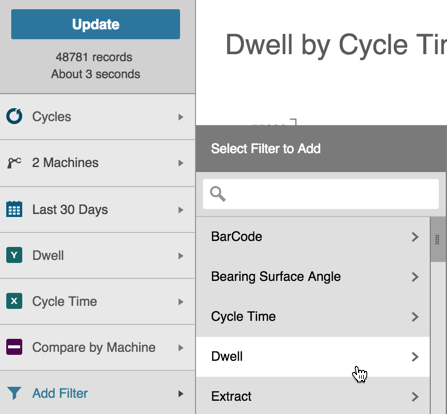 Update
48781 records
About 3 seconds
Cycles
2 Machines
Last 30 Days
Y Dwell
X Cycle Time
Compare by Machine
Add Filter
Dwell by Cycle Tim
Select Filter to Add
BarCode
Bearing Surface Angle
Cycle Time
Dwell
Extract